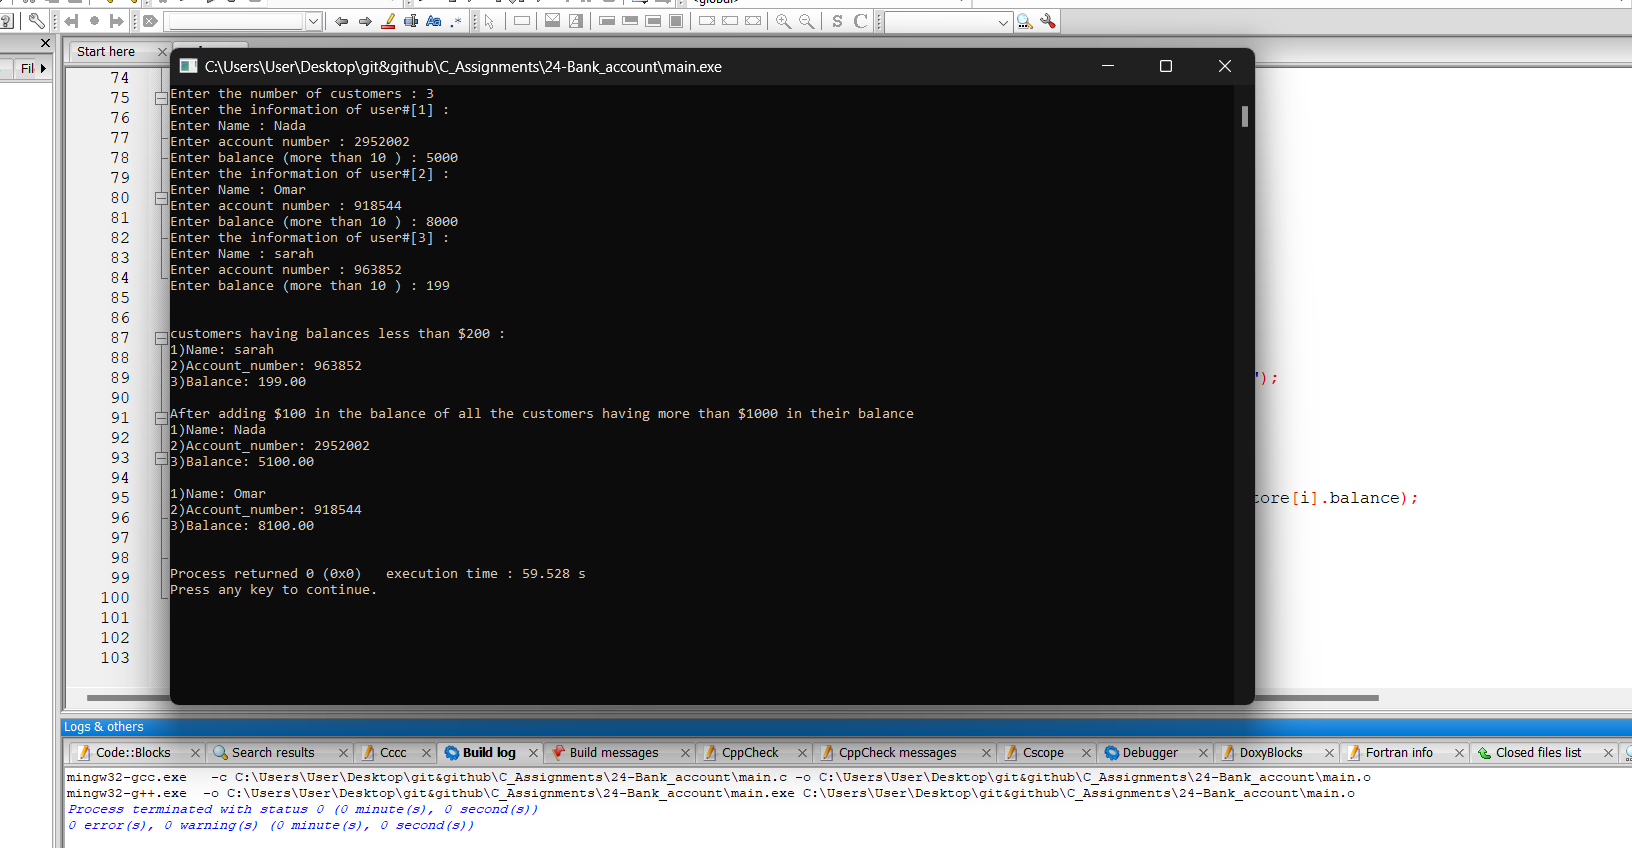 <global>
S C
Start here
Fil
C:\Users\User\Desktop\git&github\C_Assignments\24-Bank_account\main.exe
74
75
76
77
78
79
80
81
82
83
84
85
86
87
88
89
90
91
92
93
94
95
96
97
98
99
100
101
102
103
Enter the number of customers : 3
Enter the information of user#[1] :
Enter Name : Nada
Enter account number : 2952002
Enter balance (more than 10 ) : 5000
Enter the information of user#[2] :
Enter Name : Omar
Enter account number : 918544
Enter balance (more than 10 ) : 8000
Enter the information of user#[3] :
Enter Name : sarah
Enter account number : 963852
Enter balance (more than 10 ) : 199
customers having balances less than $200 :
1)Name: sarah
2)Account_number: 963852
3)Balance: 199.00
After adding $100 in the balance of all the customers having more than $1000 in their balance
1)Name: Nada
2)Account_number: 2952002
3)Balance: 5100.00
1)Name: Omar
2)Account_number: 918544
3)Balance: 8100.00
Process returned 0 (0x0)   execution time : 59.528 s
Press any key to continue.
");
tore[i].balance);
Logs & others
Code::Blocks Search results Cccc Build log Build messages CppCheck CppCheck messages Cscope Debugger DoxyBlocks Fortran info Closed files list
mingw32-gcc.exe   -c C:\Users\User\Desktop\git&github\C_Assignments\24-Bank_account\main.c -o C:\Users\User\Desktop\git&github\C_Assignments\24-Bank_account\main.o
mingw32-g++.exe  -o C:\Users\User\Desktop\git&github\C_Assignments\24-Bank_account\main.exe C:\Users\User\Desktop\git&github\C_Assignments\24-Bank_account\main.o
Process terminated with status 0 (0 minute(s), 0 second(s))
0 error(s), 0 warning(s) (0 minute(s), 0 second(s))